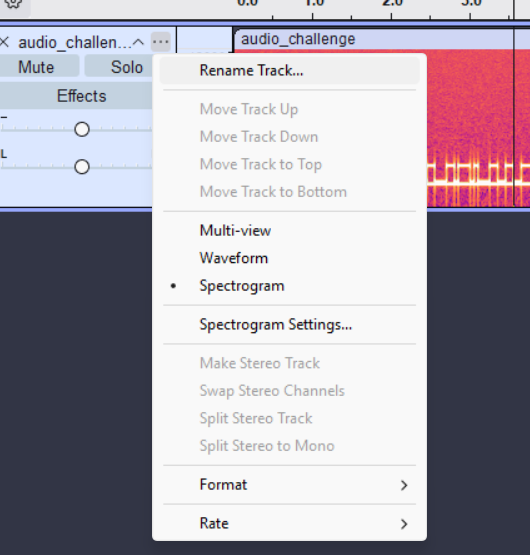 0.0 1.0 2.0 3.0
audio_challen...
audio_challenge
Mute Solo
Effects
L
Rename Track...
Move Track Up
Move Track Down
Move Track to Top
Move Track to Bottom
Multi-view
Waveform
Spectrogram
Spectrogram Settings...
Make Stereo Track
Swap Stereo Channels
Split Stereo Track
Split Stereo to Mono
Format
Rate